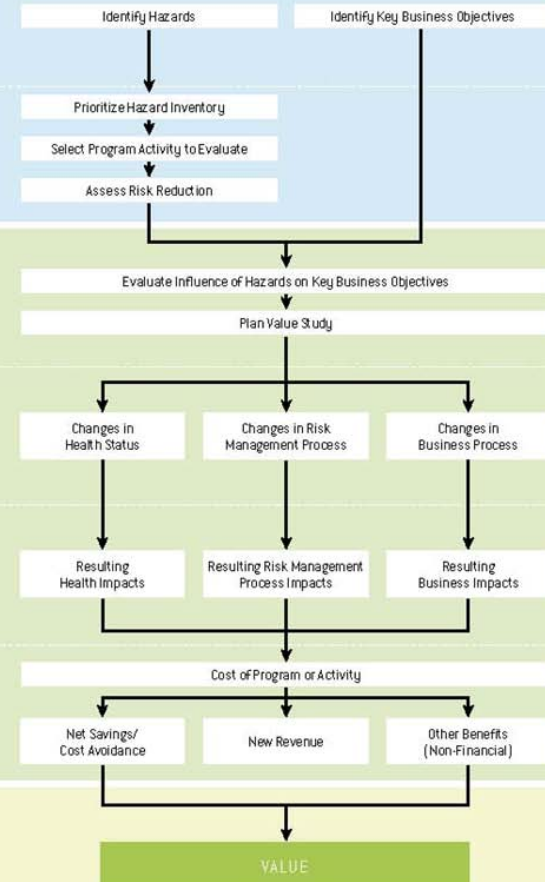 Identify Hazards
Identify Key Business Objectives
Prioritize Hazard Inventory
Select Program Activity to Evaluate
Assess Risk Reduction
Evaluate Influence of Hazards on Key Business Objectives
Plan Value Study
Changes in
Health Status
Changes in Risk
Management Process
Changes in
Business Process
Resulting
Health Impacts
Resulting Risk Management
Process Impacts
Resulting
Business Impacts
Cost of Program or Activity
Net Savings/
Cost Avoidance
New Revenue
Other Benefits
(Non-Financial)
VALUE